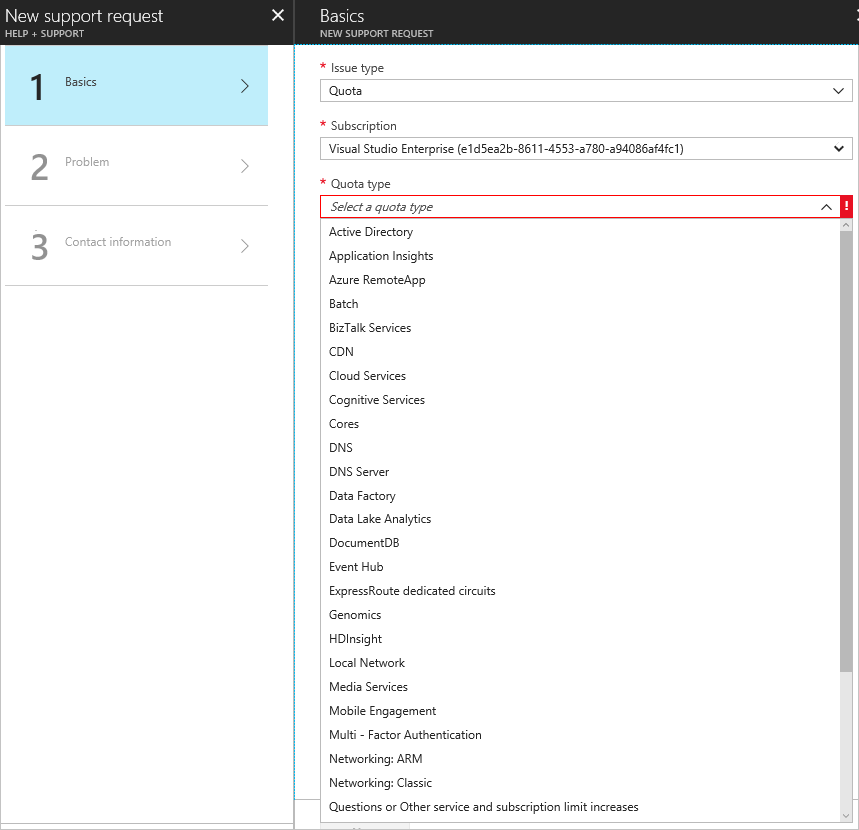 New support request
HELP + SUPPORT
1 Basics
2 Problem
3 Contact information
Basics
NEW SUPPORT REQUEST
* Issue type
Quota
* Subscription
Visual Studio Enterprise (e1d5ea2b-8611-4553-a780-a94086af4fc1)
* Quota type
Select a quota type !
Active Directory
Application Insights
Azure RemoteApp
Batch
BizTalk Services
CDN
Cloud Services
Cognitive Services
Cores
DNS
DNS Server
Data Factory
Data Lake Analytics
DocumentDB
Event Hub
ExpressRoute dedicated circuits
Genomics
HDInsight
Local Network
Media Services
Mobile Engagement
Multi - Factor Authentication
Networking: ARM
Networking: Classic
Questions or Other service and subscription limit increases